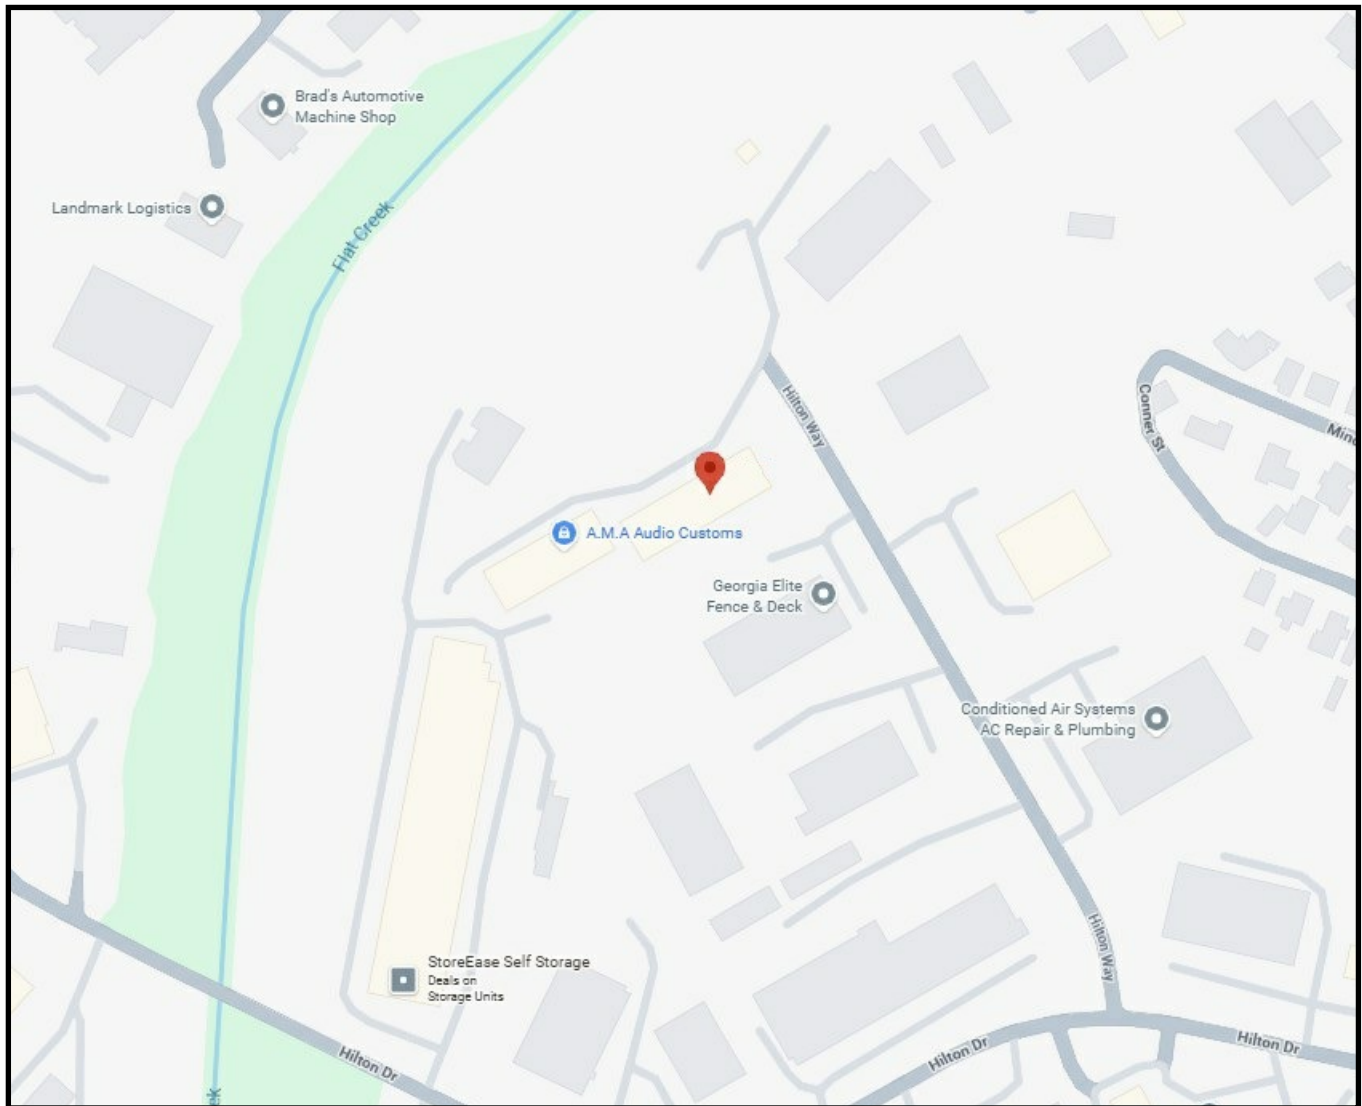 Brad's Automotive
Machine Shop
Landmark Logistics
Flat Creek
Hilton Way
Conner St
A.M.A Audio Customs
Georgia Elite
Fence & Deck
Conditioned Air Systems
AC Repair & Plumbing
Hilton Way
StoreEase Self Storage
Deals on
Storage Units
Hilton Dr
Hilton Dr
Hilton Dr